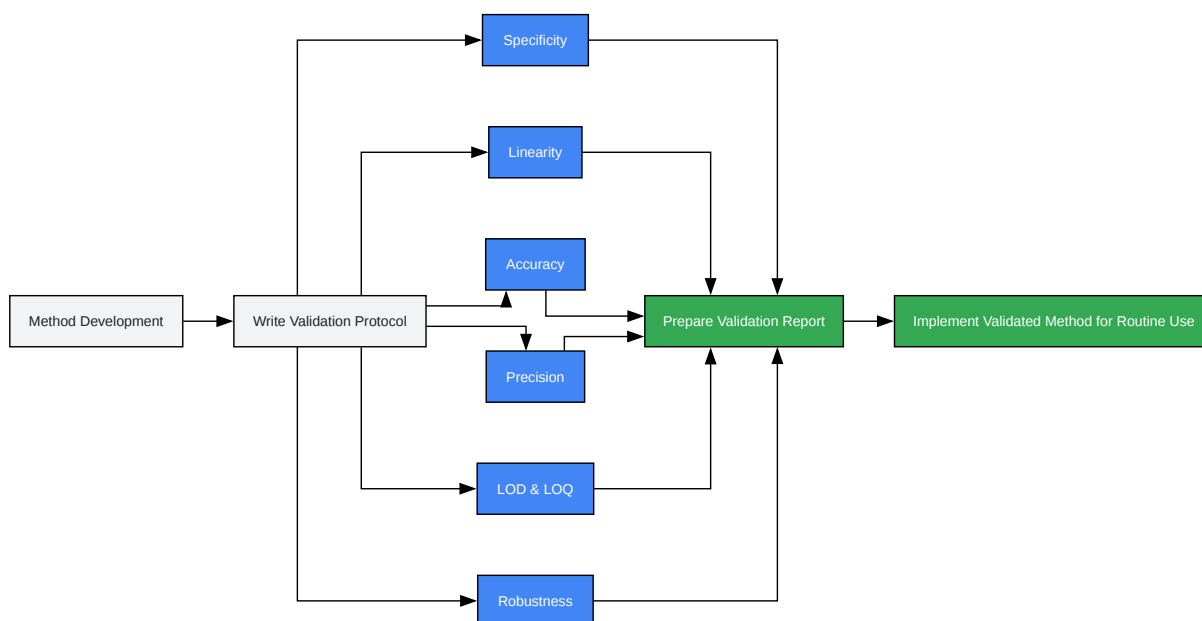 Specificity
Linearity
Accuracy
Method Development
Write Validation Protocol
Prepare Validation Report
Implement Validated Method for Routine Use
Precision
LOD & LOQ
Robustness